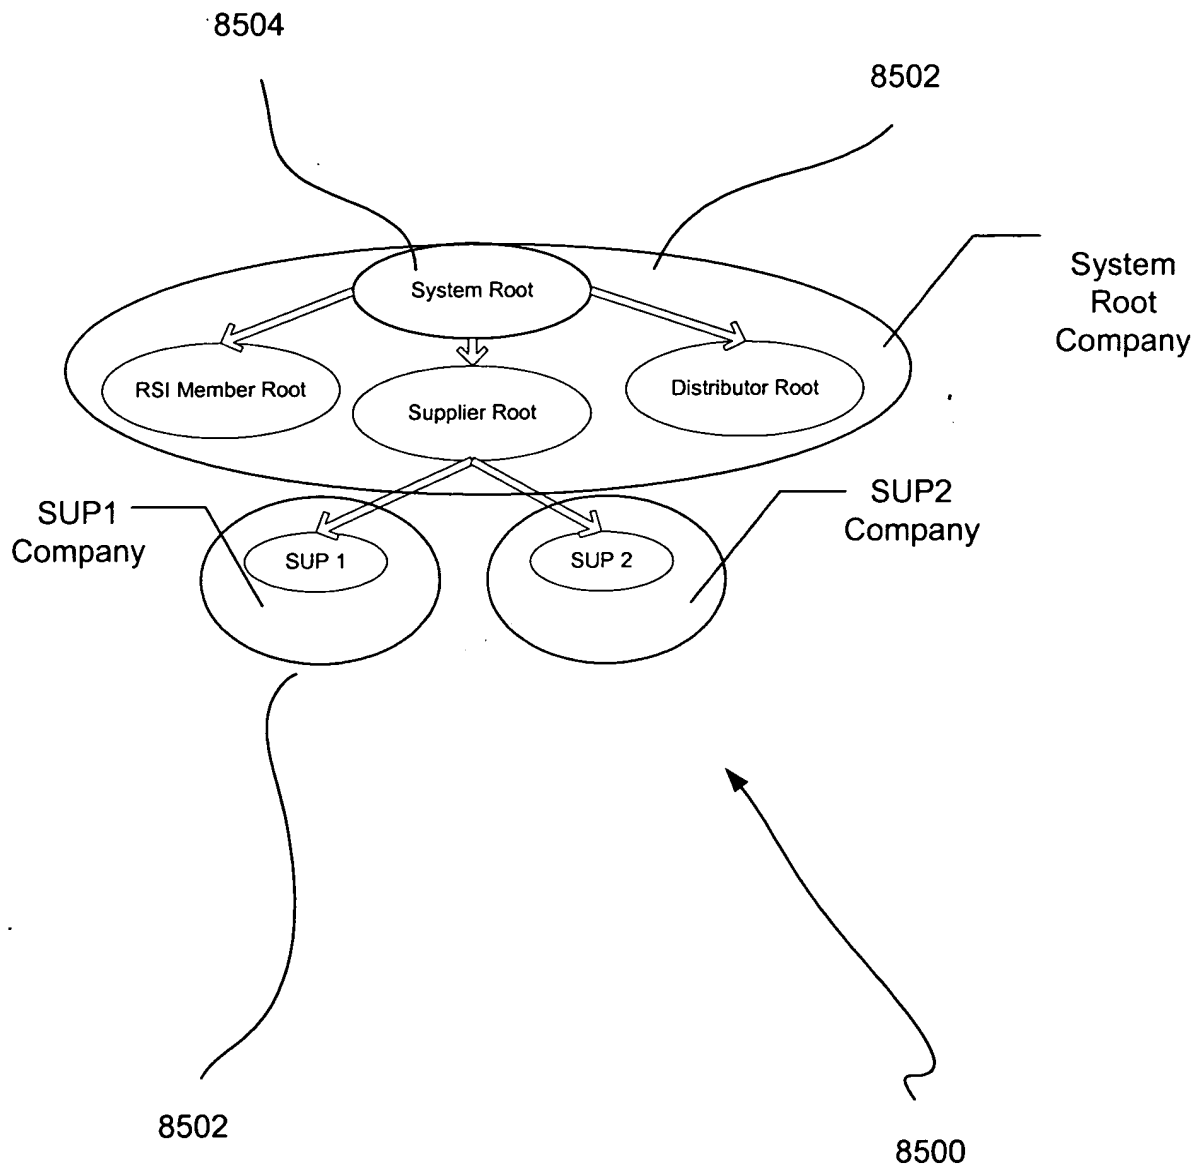 8504
8502
System
Root
Company
System Root
RSI Member Root
Supplier Root
Distributor Root
SUP1
Company
SUP2
Company
SUP 1
SUP 2
8502
8500